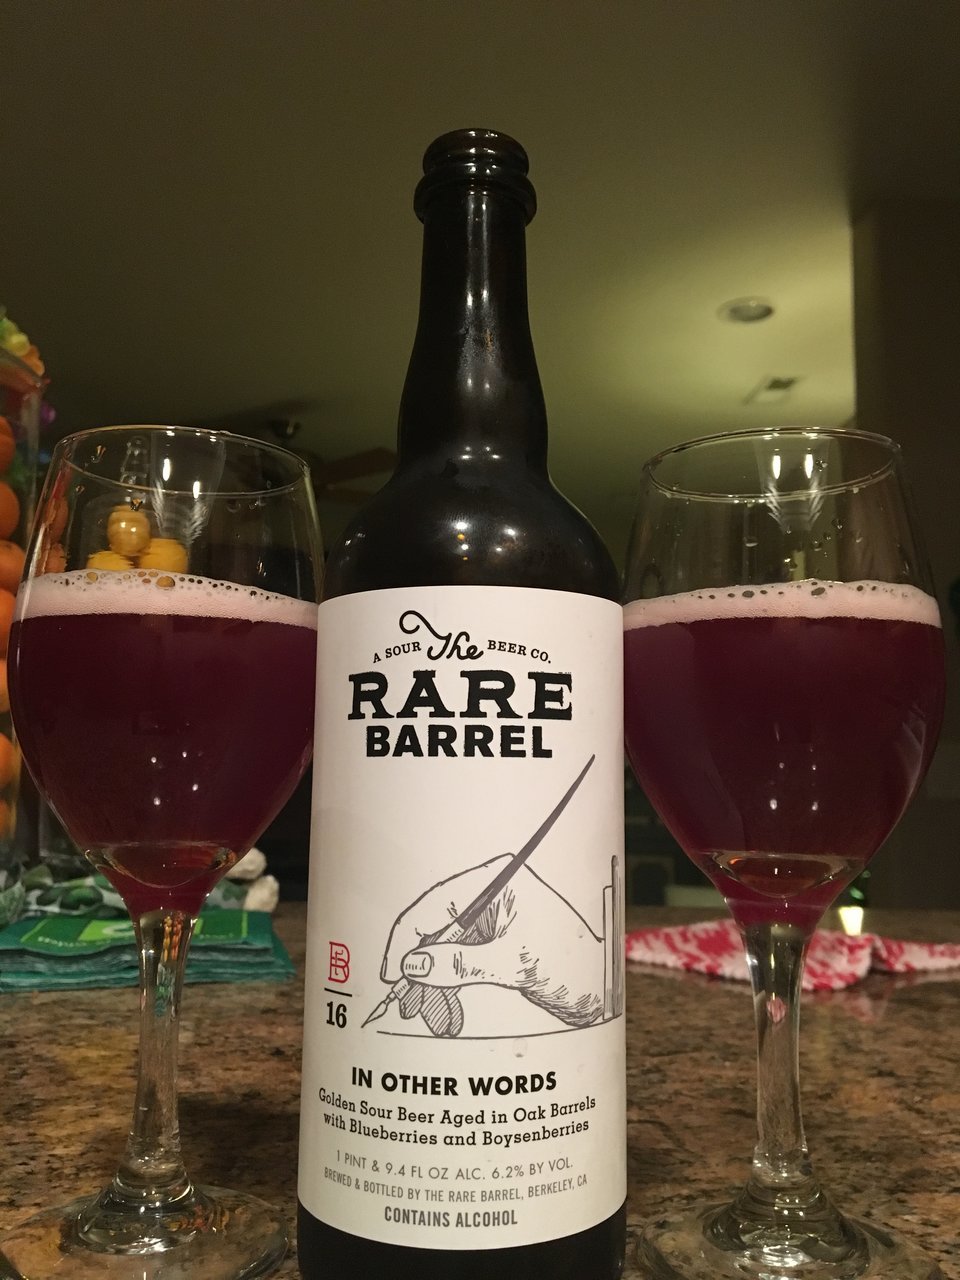 A SOUR The BEER CO.
RARE
BARREL
B
16
IN OTHER WORDS
Golden Sour Beer Aged in Oak Barrels
with Blueberries and Boysenberries
1 PINT & 9.4 FL OZ ALC. 6.2% BY VOL.
BREWED & BOTTLED BY THE RARE BARREL, BERKELEY, CA
CONTAINS ALCOHOL